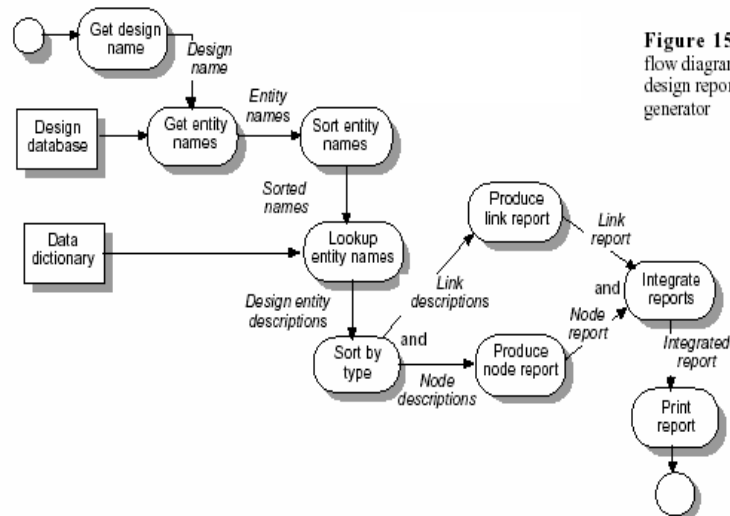 Get design
name
Design
name
Figure 15
flow diagran
design repor
generator
Design
database
Get entity
names
Entity
names
Sort entity
names
Sorted
names
Data
dictionary
Lookup
entity names
Design entity
descriptions
Sort by
type
and
Link
descriptions
Node
descriptions
Produce
link report
Produce
node report
Link
report
and
Node
report
Integrate
reports
Integrated
report
Print
report